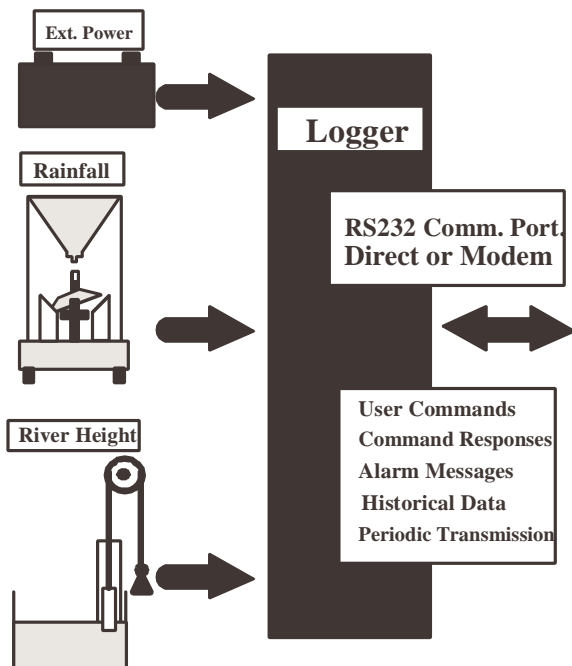 Ext. Power
Logger
Rainfall
RS232 Comm. Port.
Direct or Modem
River Height
User Commands
Command Responses
Alarm Messages
Historical Data
Periodic Transmission